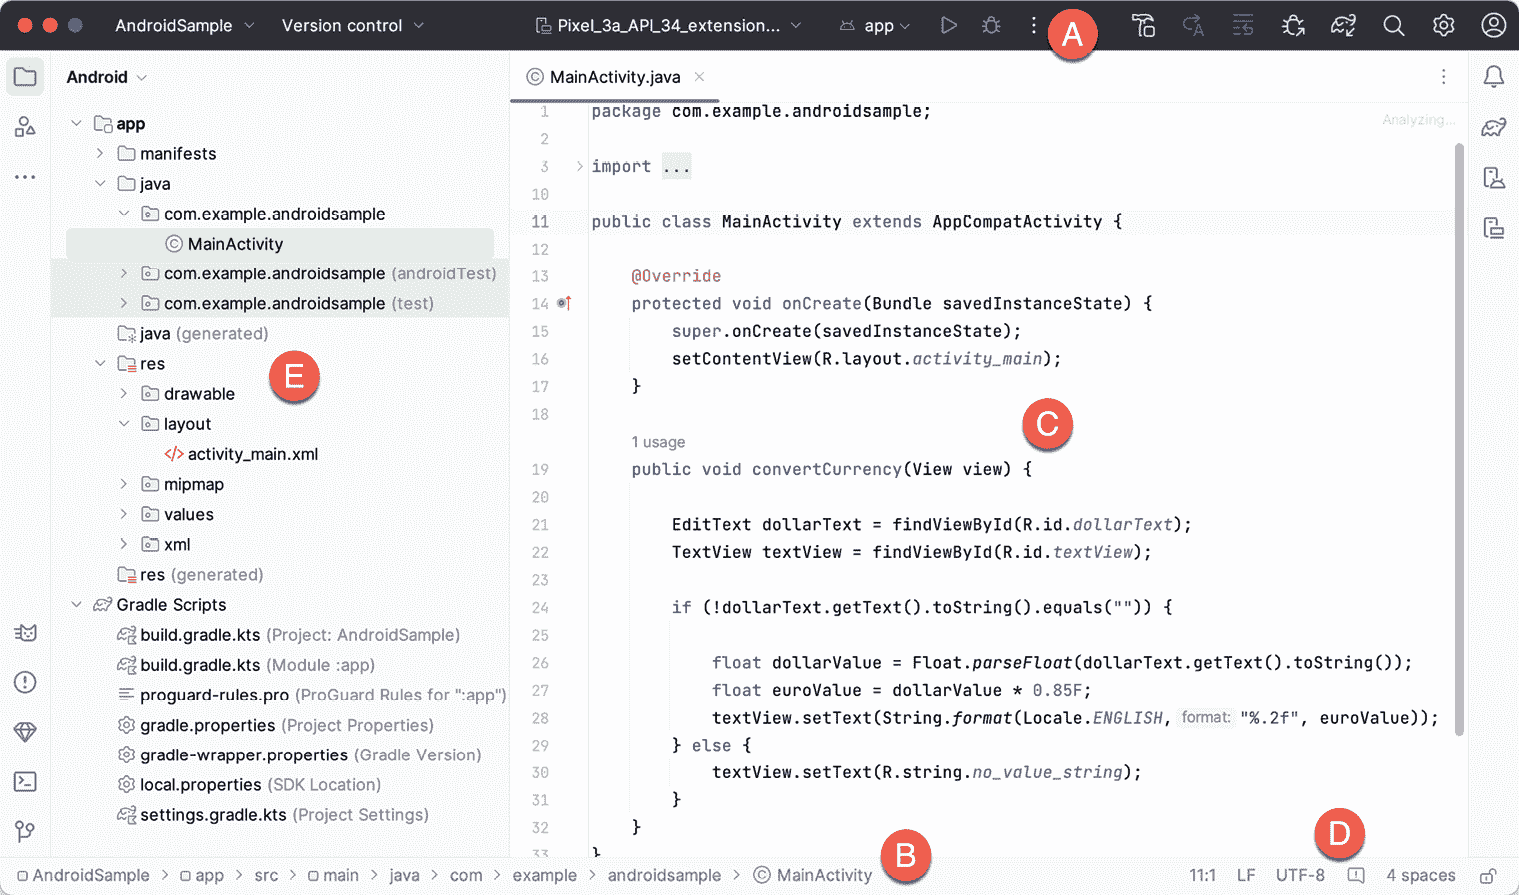 AndroidSample Version control Pixel_3a_API_34_extension... app A
Android
app
manifests
java
com.example.androidsample
MainActivity
com.example.androidsample (androidTest)
com.example.androidsample (test)
java (generated)
res
E
drawable
layout
</> activity_main.xml
mipmap
values
xml
res (generated)
Gradle Scripts
build.gradle.kts (Project: AndroidSample)
build.gradle.kts (Module :app)
proguard-rules.pro (ProGuard Rules for ":app")
gradle.properties (Project Properties)
gradle-wrapper.properties (Gradle Version)
local.properties (SDK Location)
settings.gradle.kts (Project Settings)
MainActivity.java
Analyzing...
1 package com.example.androidsample;
2
3 import ...
10
11 public class MainActivity extends AppCompatActivity {
12
13 @Override
14 protected void onCreate(Bundle savedInstanceState) {
15 super.onCreate(savedInstanceState);
16 setContentView(R.layout.activity_main);
17 }
18
C
1 usage
19 public void convertCurrency(View view) {
20
21 EditText dollarText = findViewById(R.id.dollarText);
22 TextView textView = findViewById(R.id.textView);
23
24 if (!dollarText.getText().toString().equals("")) {
25
26 float dollarValue = Float.parseFloat(dollarText.getText().toString());
27 float euroValue = dollarValue * 0.85F;
28 textView.setText(String.format(Locale.ENGLISH, format: "%.2f", euroValue));
29 } else {
30 textView.setText(R.string.no_value_string);
31 }
32 }
33 }
D
B
AndroidSample > app > src > main > java > com > example > androidsample > MainActivity 11:1 LF UTF-8 4 spaces